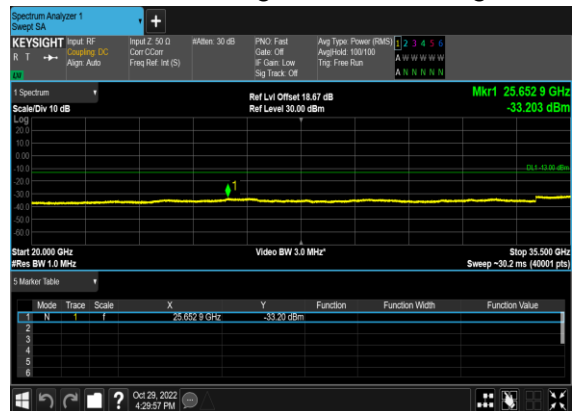 Spectrum Analyzer 1
Swept SA
+
KEYSIGHT Input: RF Input Z: 50 Ω #Atten: 30 dB PNO: Fast Avg Type: Power (RMS) 1 2 3 4 5 6
R T Coupling: DC Corr CCorr Gate: Off Avg|Hold: 100/100 A W W W W W
Align: Auto Freq Ref: Int (S) IF Gain: Low Trig: Free Run
Sig Track: Off A N N N N N
1 Spectrum
Ref Lvl Offset 18.67 dB Mkr1 25.652 9 GHz
Scale/Div 10 dB Ref Level 30.00 dBm -33.203 dBm
Log
20.0
10.0
0.00
-10.0
DL1 -13.00 dBm
-20.0
1
-30.0
-40.0
-50.0
-60.0
Start 20.000 GHz Video BW 3.0 MHz* Stop 35.500 GHz
#Res BW 1.0 MHz Sweep ~30.2 ms (40001 pts)
5 Marker Table
Mode Trace Scale X Y Function Function Width Function Value
1 N 1 f 25.652 9 GHz -33.20 dBm
2
3
4
5
6
? Oct 29, 2022
4:29:57 PM